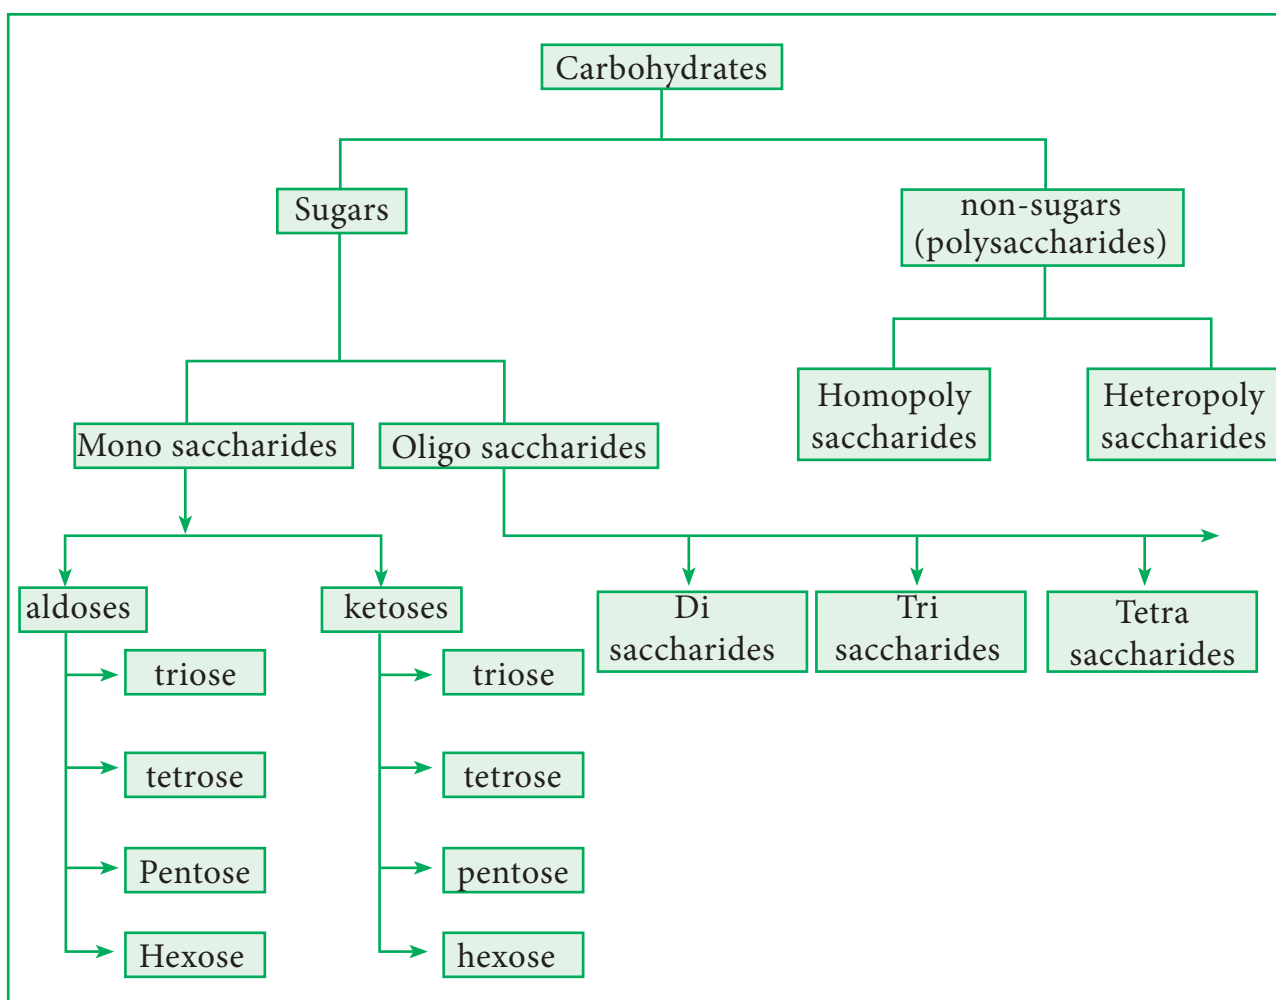 Carbohydrates
Sugars
non-sugars
(polysaccharides)
Homopoly
saccharides
Heteropoly
saccharides
Mono saccharides
Oligo saccharides
aldoses
ketoses
Di
saccharides
Tri
saccharides
Tetra
saccharides
triose
triose
tetrose
tetrose
Pentose
pentose
Hexose
hexose